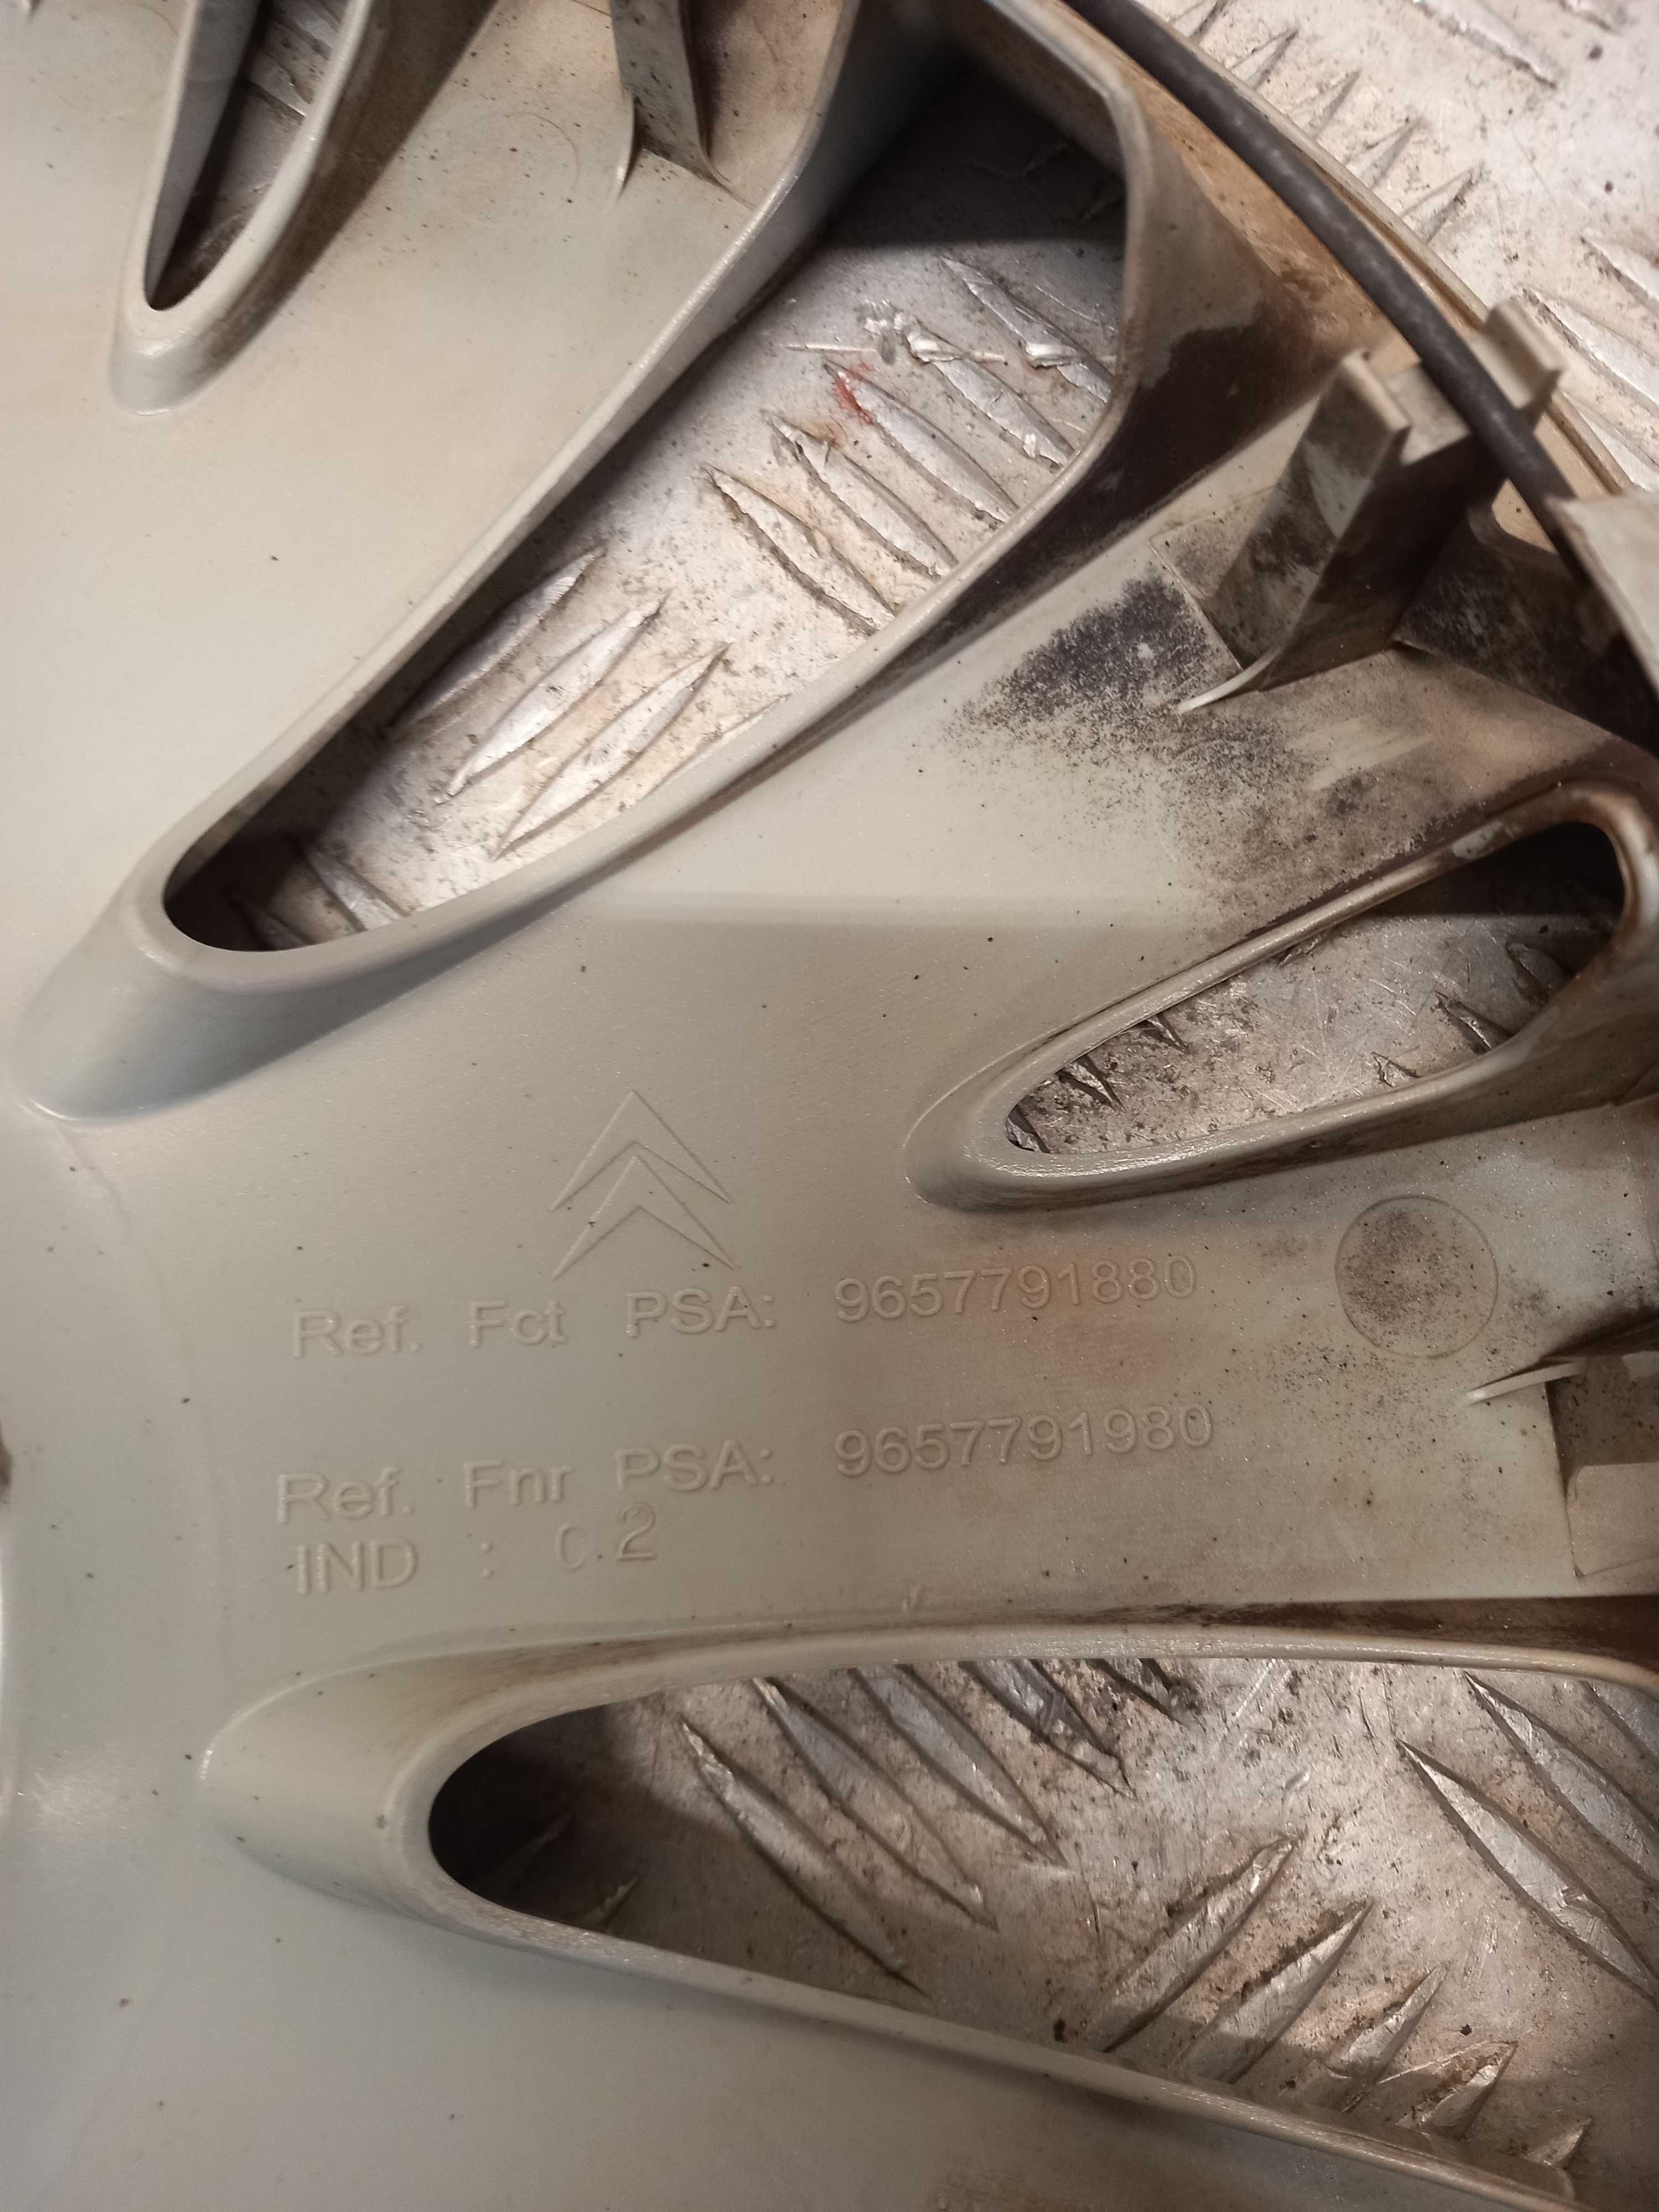 Ref. Fct PSA: 9657791880
Ref. Fnr PSA: 9657791980
IND : C.2